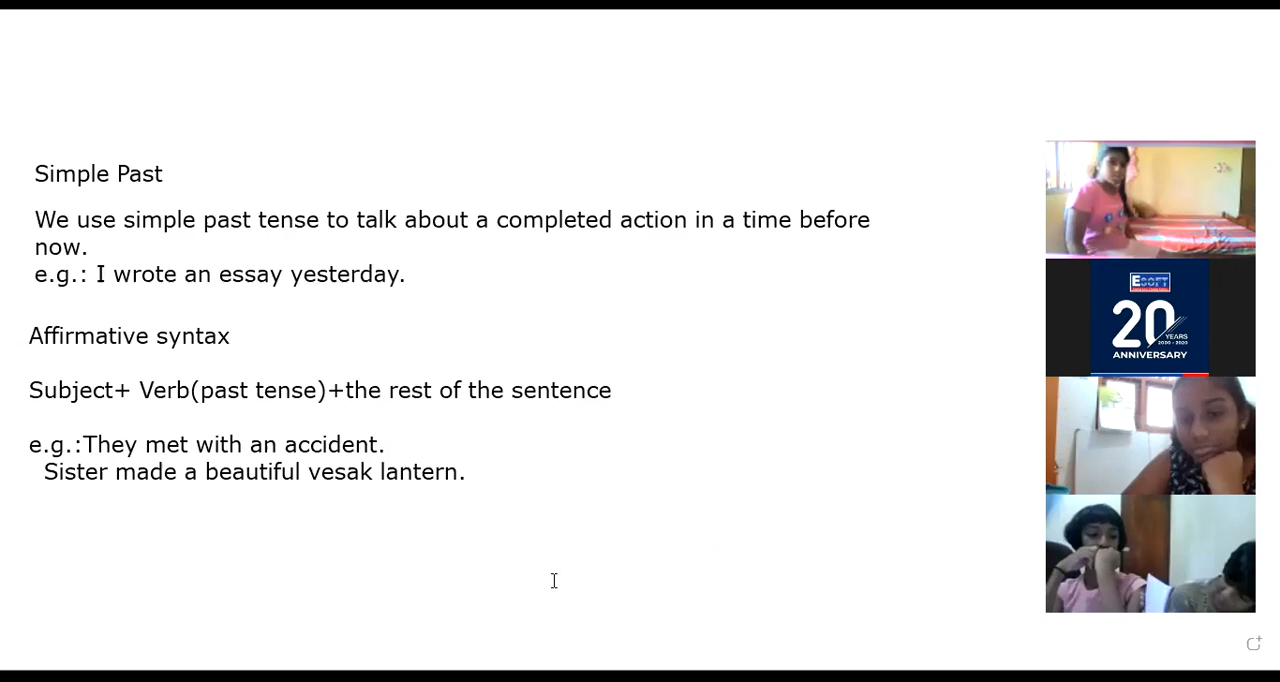 Simple Past
We use simple past tense to talk about a completed action in a time before
now.
e.g.: I wrote an essay yesterday.
Affirmative syntax
Subject+ Verb(past tense)+the rest of the sentence
e.g.:They met with an accident.
Sister made a beautiful vesak lantern.
ESOFT
20
YEARS
2000 - 2020
ANNIVERSARY